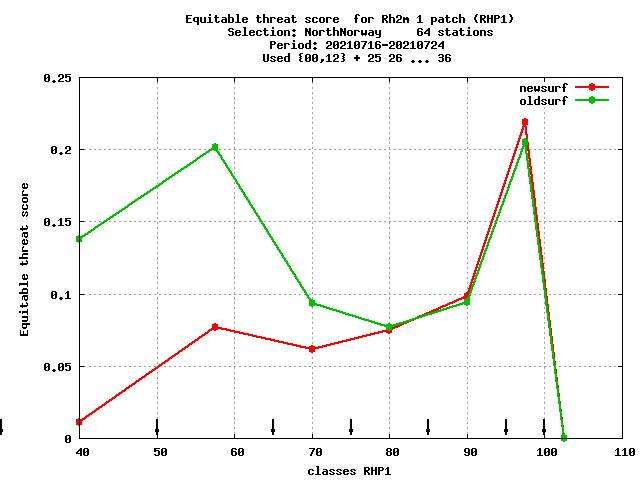 Equitable threat score  for Rh2m 1 patch (RHP1)
Selection: NorthNorway     64 stations
Period: 20210716-20210724
Used {00,12} + 25 26 ... 36
newsurf
oldsurf
Equitable threat score
0.25
0.2
0.15
0.1
0.05
0
40 50 60 70 80 90 100 110
classes RHP1